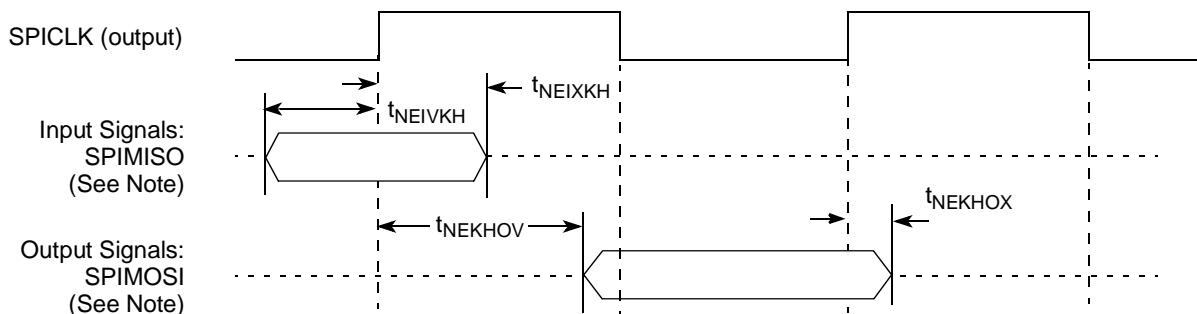 SPICLK (output)
tNEIXKH
tNEIVKH
Input Signals:
SPIMISO
(See Note)
tNEKHOX
tNEKHOV
Output Signals:
SPIMOSI
(See Note)